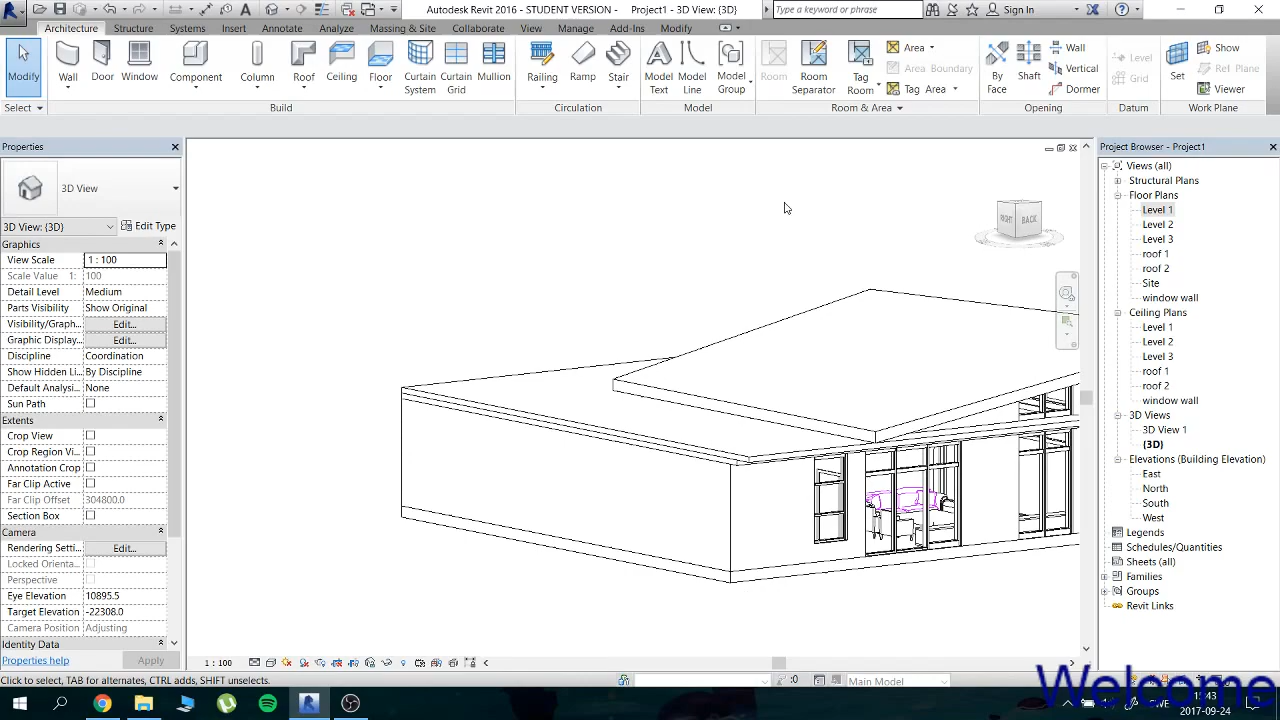 Autodesk Revit 2016 - STUDENT VERSION - Project1 - 3D View: {3D}
Type a keyword or phrase
Sign In
Architecture Structure Systems Insert Annotate Analyze Massing & Site Collaborate View Manage Add-Ins Modify
Modify
Wall
Door
Window
Component
Column
Roof
Ceiling
Floor
Curtain System
Curtain Grid
Mullion
Railing
Ramp
Stair
Model Text
Model Line
Model Group
Room
Room Separator
Tag Room
Area
Area Boundary
Tag Area
By Face
Shaft
Wall
Vertical
Dormer
Level
Grid
Set
Show
Ref Plane
Viewer
Select
Build
Circulation
Model
Room & Area
Opening
Datum
Work Plane
Properties
3D View
3D View: {3D}
Edit Type
Graphics
View Scale 1 : 100
Scale Value 1: 100
Detail Level Medium
Parts Visibility Show Original
Visibility/Graph... Edit...
Graphic Display... Edit...
Discipline Coordination
Show Hidden Li... By Discipline
Default Analysi... None
Sun Path
Extents
Crop View
Crop Region Vi...
Annotation Crop
Far Clip Active
Far Clip Offset 304800.0
Section Box
Camera
Rendering Setti... Edit...
Locked Orienta...
Perspective
Eye Elevation 10895.5
Target Elevation -22308.0
Camera Position Adjusting
Identity Data
Properties help
Apply
RIGHT
BACK
1 : 100
Project Browser - Project1
Views (all)
Structural Plans
Floor Plans
Level 1
Level 2
Level 3
roof 1
roof 2
Site
window wall
Ceiling Plans
Level 1
Level 2
Level 3
roof 1
roof 2
window wall
3D Views
3D View 1
{3D}
Elevations (Building Elevation)
East
North
South
West
Legends
Schedules/Quantities
Sheets (all)
Families
Groups
Revit Links
Click to select, TAB for alternates, CTRL adds, SHIFT unselects.
:0
Main Model
Welcome
15:43
SWE
2017-09-24